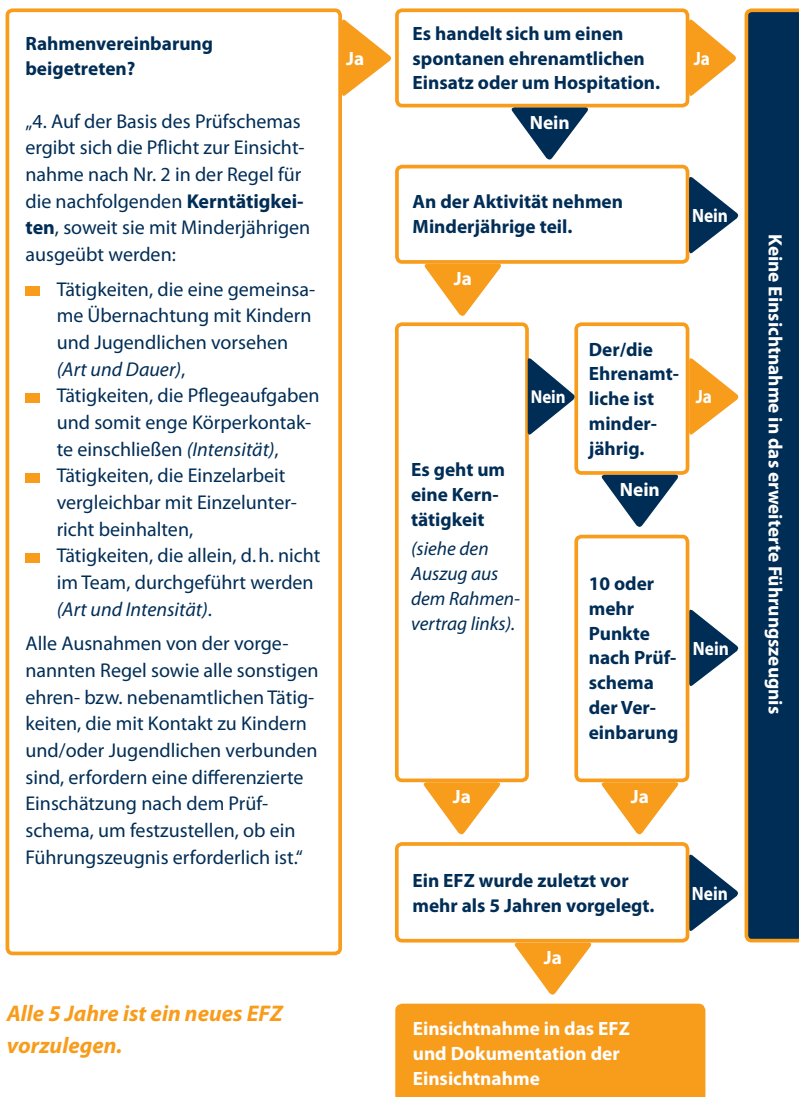 Rahmenvereinbarung
beigetreten?
„4. Auf der Basis des Prüfschemas
ergibt sich die Pflicht zur Einsicht-
nahme nach Nr. 2 in der Regel für
die nachfolgenden Kerntätigkei-
ten, soweit sie mit Minderjährigen
ausgeübt werden:
Tätigkeiten, die eine gemeinsa-
me Übernachtung mit Kindern
und Jugendlichen vorsehen
(Art und Dauer),
Tätigkeiten, die Pflegeaufgaben
und somit enge Körperkontak-
te einschließen (Intensität),
Tätigkeiten, die Einzelarbeit
vergleichbar mit Einzelunter-
richt beinhalten,
Tätigkeiten, die allein, d. h. nicht
im Team, durchgeführt werden
(Art und Intensität).
Alle Ausnahmen von der vorge-
nannten Regel sowie alle sonstigen
ehren- bzw. nebenamtlichen Tätig-
keiten, die mit Kontakt zu Kindern
und/oder Jugendlichen verbunden
sind, erfordern eine differenzierte
Einschätzung nach dem Prüf-
schema, um festzustellen, ob ein
Führungszeugnis erforderlich ist.“
Ja
Es handelt sich um einen
spontanen ehrenamtlichen
Einsatz oder um Hospitation.
Ja
Nein
An der Aktivität nehmen
Minderjährige teil.
Nein
Ja
Es geht um
eine Kern-
tätigkeit
(siehe den
Auszug aus
dem Rahmen-
vertrag links).
Nein
Der/die
Ehrenamt-
liche ist
minder-
jährig.
Ja
Nein
10 oder
mehr
Punkte
nach Prüf-
schema
der Ver-
einbarung
Nein
Ja
Ja
Ein EFZ wurde zuletzt vor
mehr als 5 Jahren vorgelegt.
Nein
Ja
Einsichtnahme in das EFZ
und Dokumentation der
Einsichtnahme
Keine Einsichtnahme in das erweiterte Führungszeugnis
Alle 5 Jahre ist ein neues EFZ
vorzulegen.